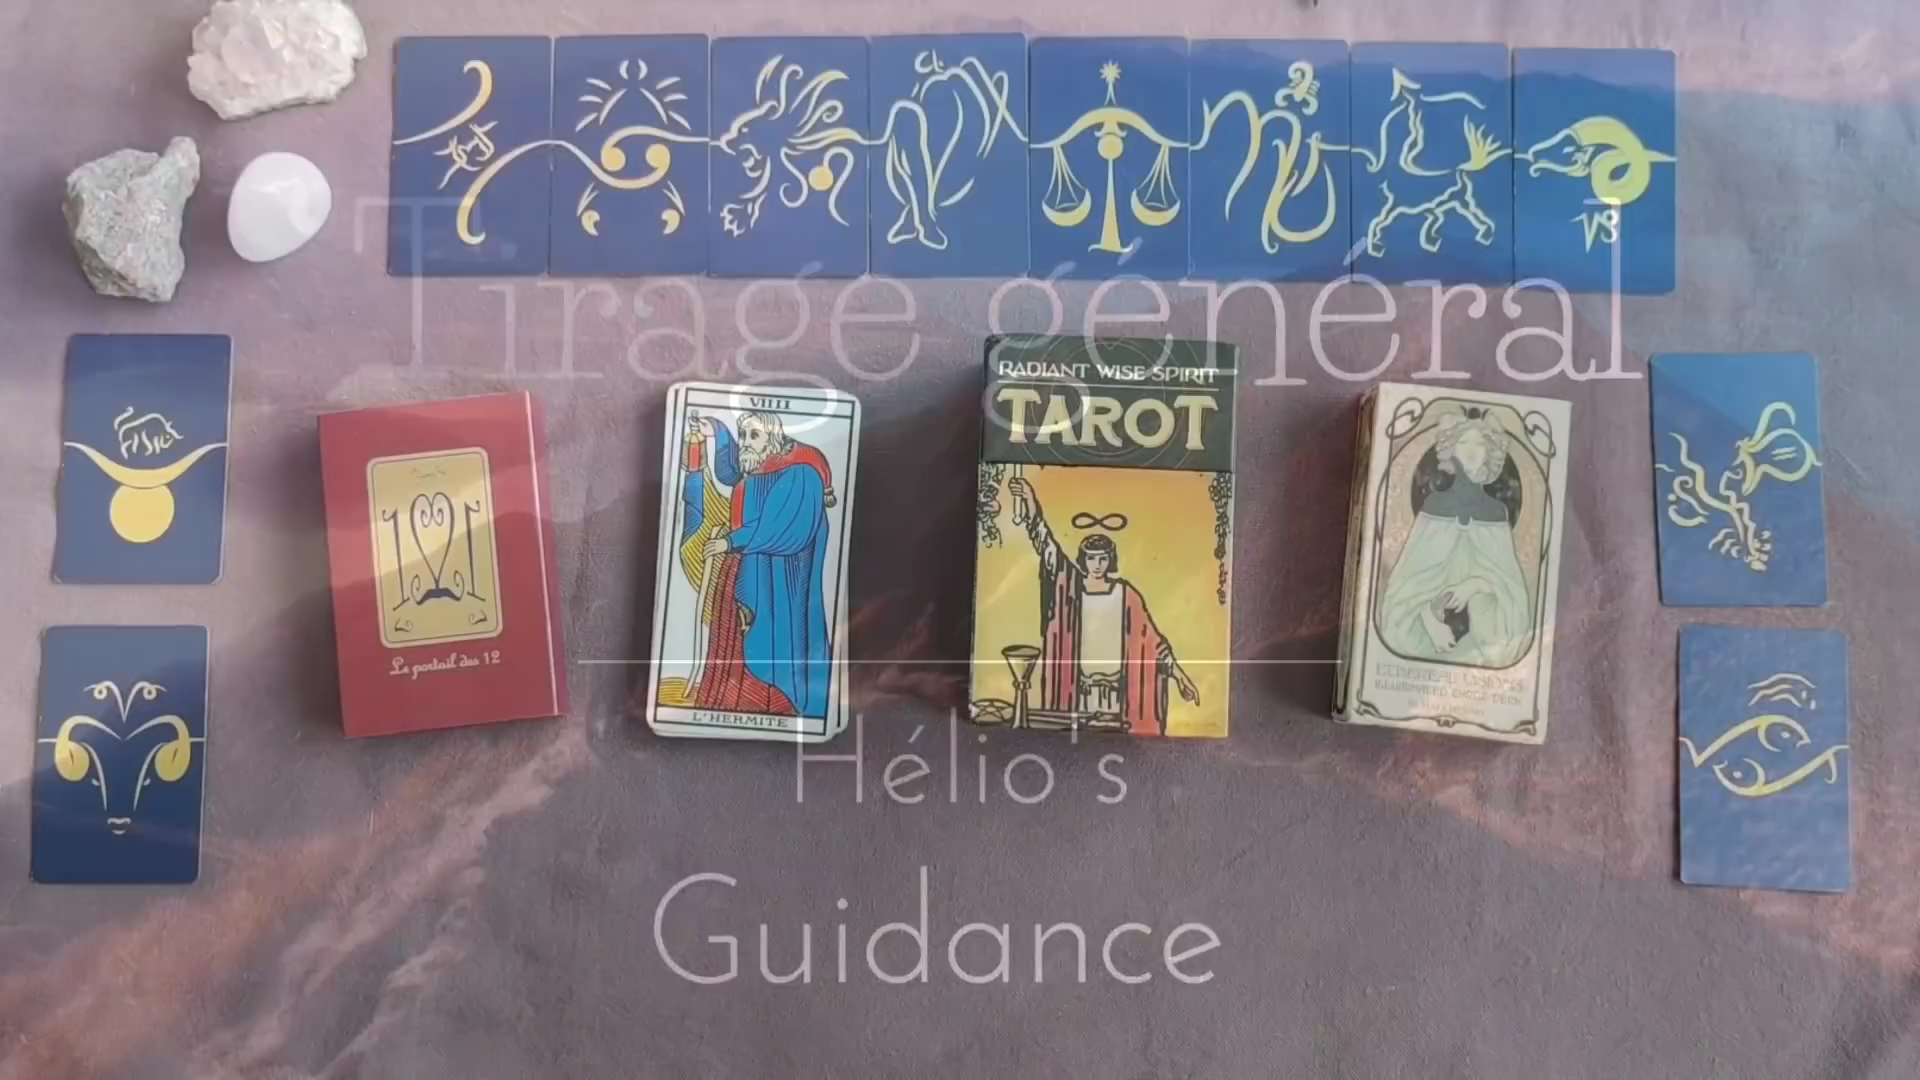 Tirage général
Hélio's
Guidance
Le portail des 12
VIIII
L'HERMITE
RADIANT WISE SPIRIT
TAROT